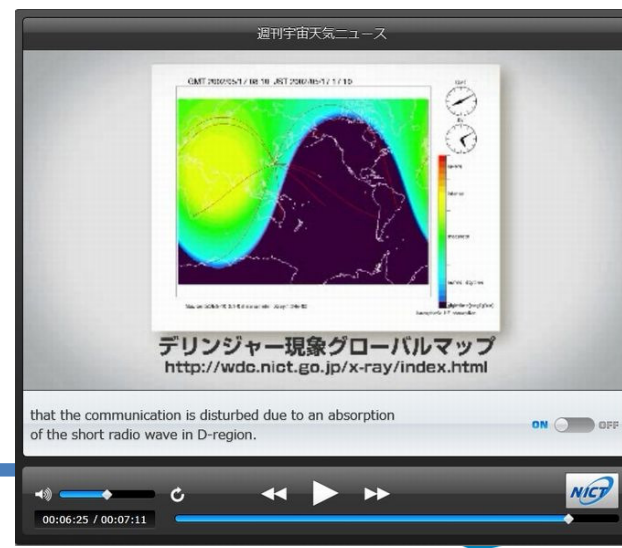 週刊宇宙天気ニュース
デリンジャー現象グローバルマップ
http://wdc.nict.go.jp/x-ray/index.html
that the communication is disturbed due to an absorption
of the short radio wave in D-region.
ON OFF
NICT
00:06:25 / 00:07:11